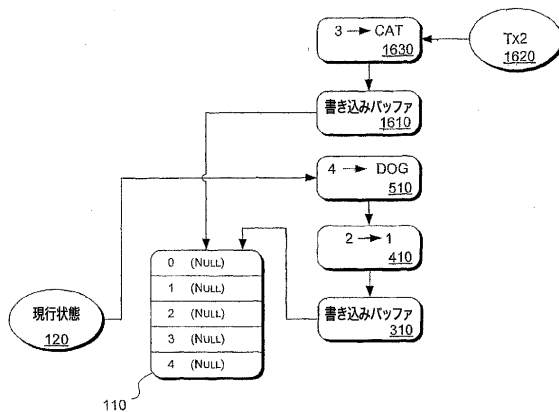 3 → CAT
1630
Tx2
1620
書き込みバッファ
1610
4 → DOG
510
2 → 1
410
書き込みバッファ
310
0 (NULL)
1 (NULL)
2 (NULL)
3 (NULL)
4 (NULL)
現行状態
120
110